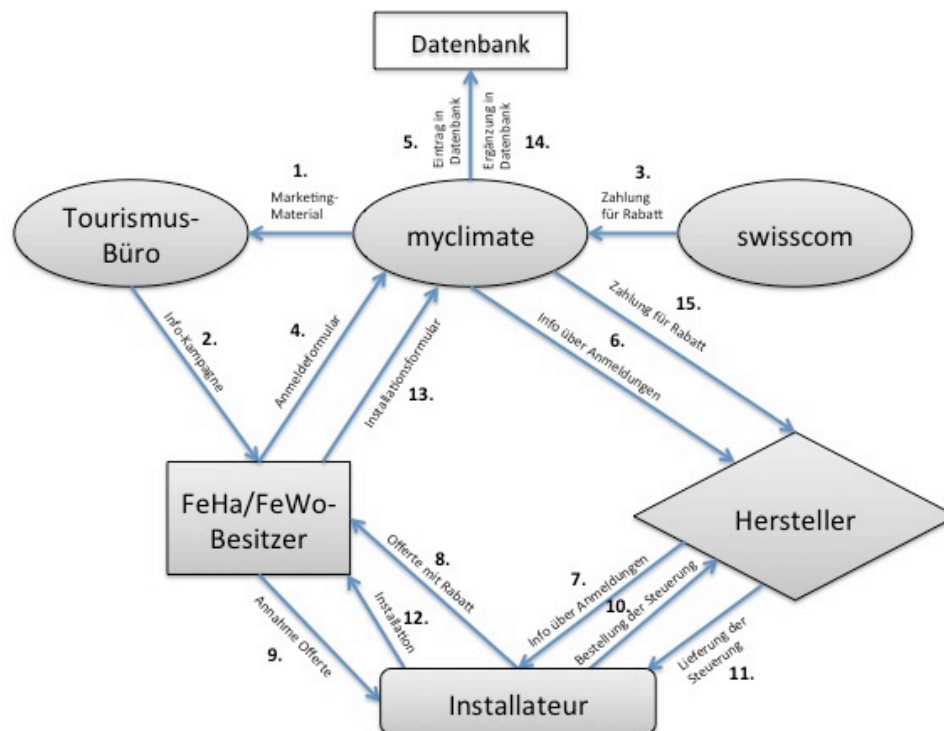 Datenbank
5.
Eintrag in
Datenbank
Ergänzung in
Datenbank
14.
1.
Marketing-
Material
3.
Zahlung
für Rabatt
Tourismus-
Büro
myclimate
swisscom
2.
Info-Kampagne
4.
Anmeldeformular
13.
Installationsformular
6.
Info über Anmeldungen
15.
Zahlung für Rabatt
FeHa/FeWo-
Besitzer
Hersteller
8.
Offerte mit Rabatt
7.
Info über Anmeldungen
10.
Bestellung der Steuerung
12.
Installation
9.
Annahme Offerte
Lieferung der
Steuerung
11.
Installateur